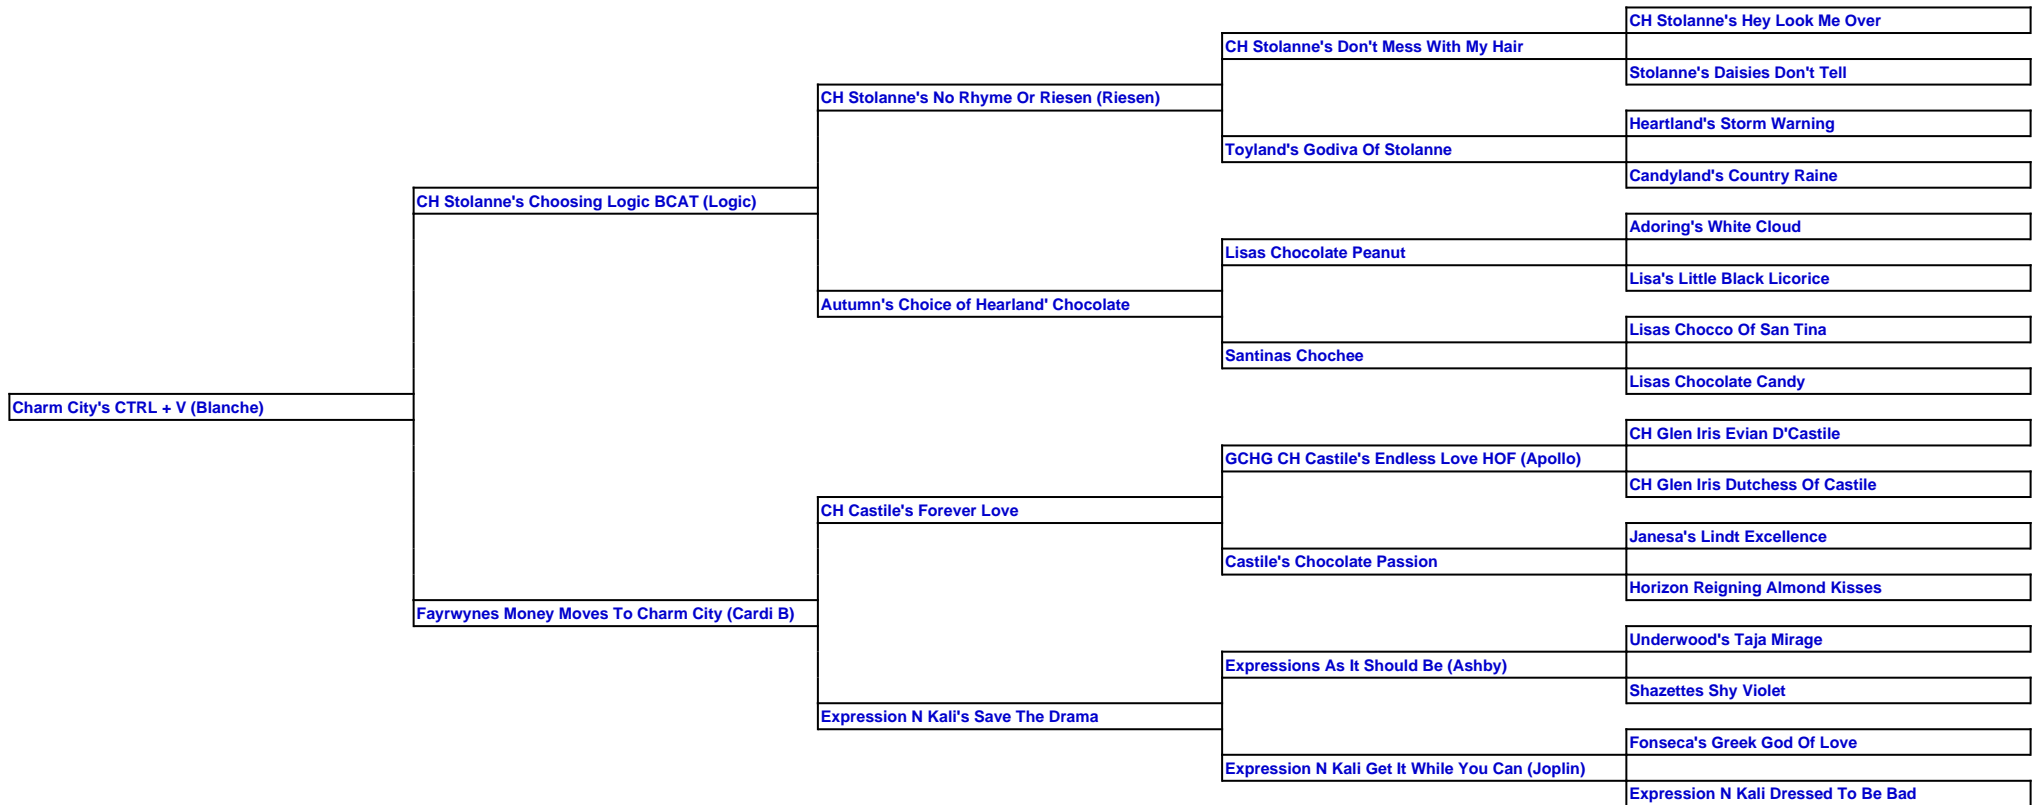 CH Stolanne's Hey Look Me Over
CH Stolanne's Don't Mess With My Hair
Stolanne's Daisies Don't Tell
CH Stolanne's No Rhyme Or Riesen (Riesen)
Heartland's Storm Warning
Toyland's Godiva Of Stolanne
Candyland's Country Raine
CH Stolanne's Choosing Logic BCAT (Logic)
Adoring's White Cloud
Lisas Chocolate Peanut
Lisa's Little Black Licorice
Autumn's Choice of Hearland' Chocolate
Lisas Chocco Of San Tina
Santinas Chochee
Lisas Chocolate Candy
Charm City's CTRL + V (Blanche)
CH Glen Iris Evian D'Castile
GCHG CH Castile's Endless Love HOF (Apollo)
CH Glen Iris Dutchess Of Castile
CH Castile's Forever Love
Janesa's Lindt Excellence
Castile's Chocolate Passion
Horizon Reigning Almond Kisses
Fayrwynes Money Moves To Charm City (Cardi B)
Underwood's Taja Mirage
Expressions As It Should Be (Ashby)
Shazettes Shy Violet
Expression N Kali's Save The Drama
Fonseca's Greek God Of Love
Expression N Kali Get It While You Can (Joplin)
Expression N Kali Dressed To Be Bad